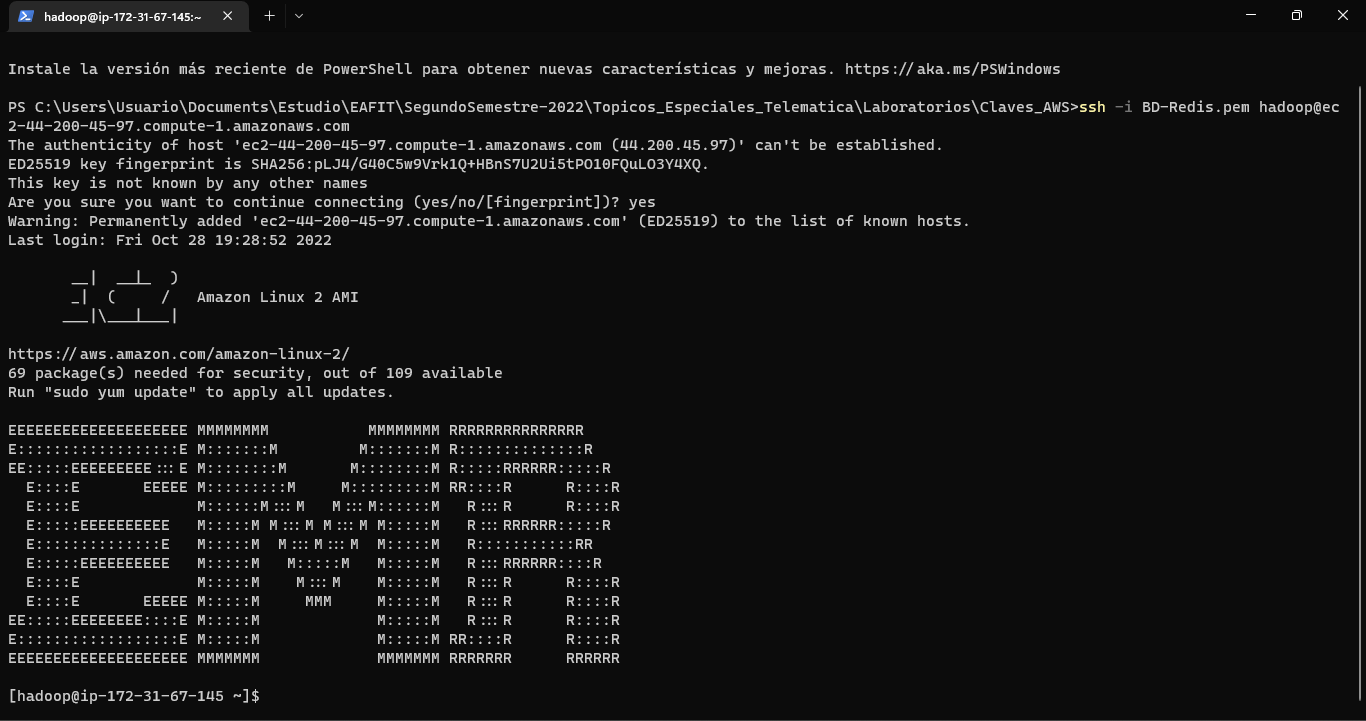 hadoop@ip-172-31-67-145:~
Instale la versión más reciente de PowerShell para obtener nuevas características y mejoras. https://aka.ms/PSWindows
PS C:\Users\Usuario\Documents\Estudio\EAFIT\SegundoSemestre-2022\Topicos_Especiales_Telematica\Laboratorios\Claves_AWS>ssh -i BD-Redis.pem hadoop@ec
2-44-200-45-97.compute-1.amazonaws.com
The authenticity of host 'ec2-44-200-45-97.compute-1.amazonaws.com (44.200.45.97)' can't be established.
ED25519 key fingerprint is SHA256:pLJ4/G40C5w9Vrk1Q+HBnS7U2Ui5tPO10FQuLO3Y4XQ.
This key is not known by any other names
Are you sure you want to continue connecting (yes/no/[fingerprint])? yes
Warning: Permanently added 'ec2-44-200-45-97.compute-1.amazonaws.com' (ED25519) to the list of known hosts.
Last login: Fri Oct 28 19:28:52 2022
       __|  __|_  )
       _|  (     /   Amazon Linux 2 AMI
      ___|\___|___|
https://aws.amazon.com/amazon-linux-2/
69 package(s) needed for security, out of 109 available
Run "sudo yum update" to apply all updates.
EEEEEEEEEEEEEEEEEEEE MMMMMMMM           MMMMMMMM RRRRRRRRRRRRRRR
E::::::::::::::::::E M:::::::M         M:::::::M R::::::::::::::R
EE:::::EEEEEEEEE:::E M::::::::M       M::::::::M R:::::RRRRRR:::::R
  E::::E       EEEEE M:::::::::M     M:::::::::M RR::::R      R::::R
  E::::E             M::::::M:::M   M:::M::::::M   R:::R      R::::R
  E:::::EEEEEEEEEE   M:::::M M:::M M:::M M:::::M   R:::RRRRRR:::::R
  E::::::::::::::E   M:::::M  M:::M:::M  M:::::M   R:::::::::::RR
  E:::::EEEEEEEEEE   M:::::M   M:::::M   M:::::M   R:::RRRRRR::::R
  E::::E             M:::::M    M:::M    M:::::M   R:::R      R::::R
  E::::E       EEEEE M:::::M     MMM     M:::::M   R:::R      R::::R
EE:::::EEEEEEEE::::E M:::::M             M:::::M   R:::R      R::::R
E::::::::::::::::::E M:::::M             M:::::M RR::::R      R::::R
EEEEEEEEEEEEEEEEEEEE MMMMMMM             MMMMMMM RRRRRRR      RRRRRR
[hadoop@ip-172-31-67-145 ~]$